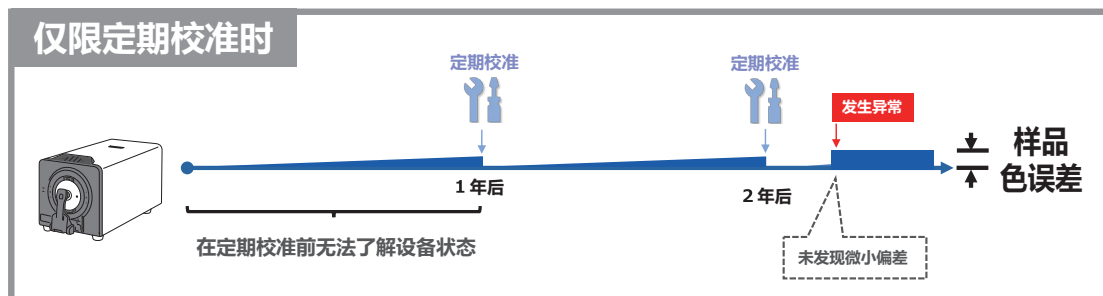 仅限定期校准时
定期校准
定期校准
发生异常
样品
色误差
1 年后
2 年后
在定期校准前无法了解设备状态
未发现微小偏差